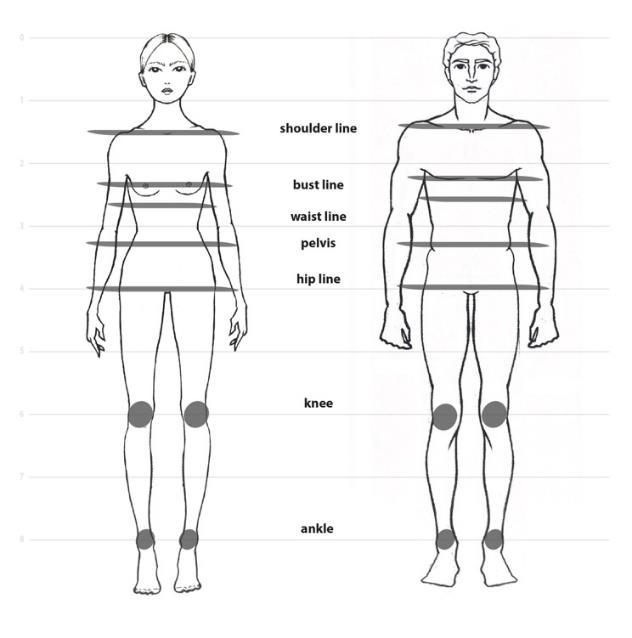 0
1
shoulder line
2
bust line
waist line
3
pelvis
hip line
4
5
knee
6
7
ankle
8